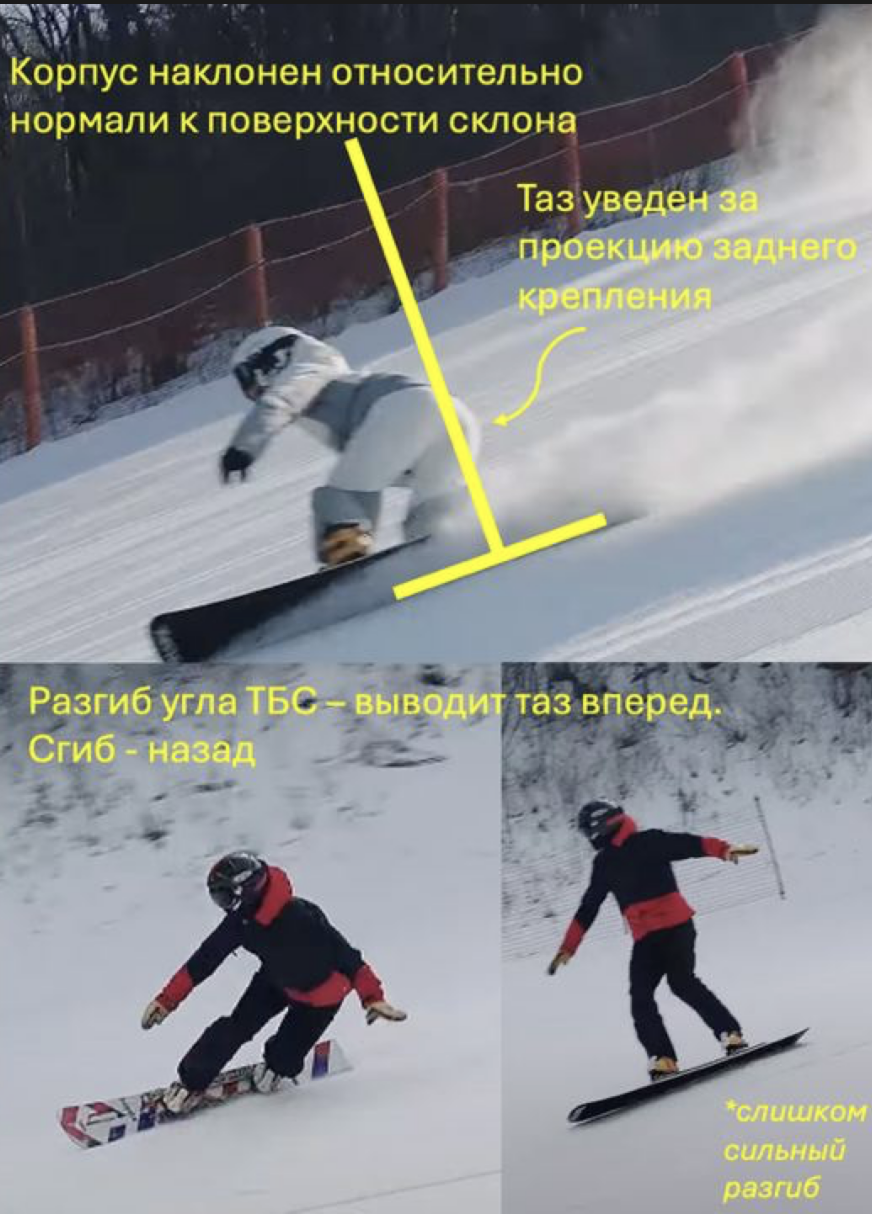 Корпус наклонен относительно
нормали к поверхности склона
Таз уведен за
проекцию заднего
крепления
Разгиб угла ТБС – выводит таз вперед.
Сгиб - назад
*слишком
сильный
разгиб